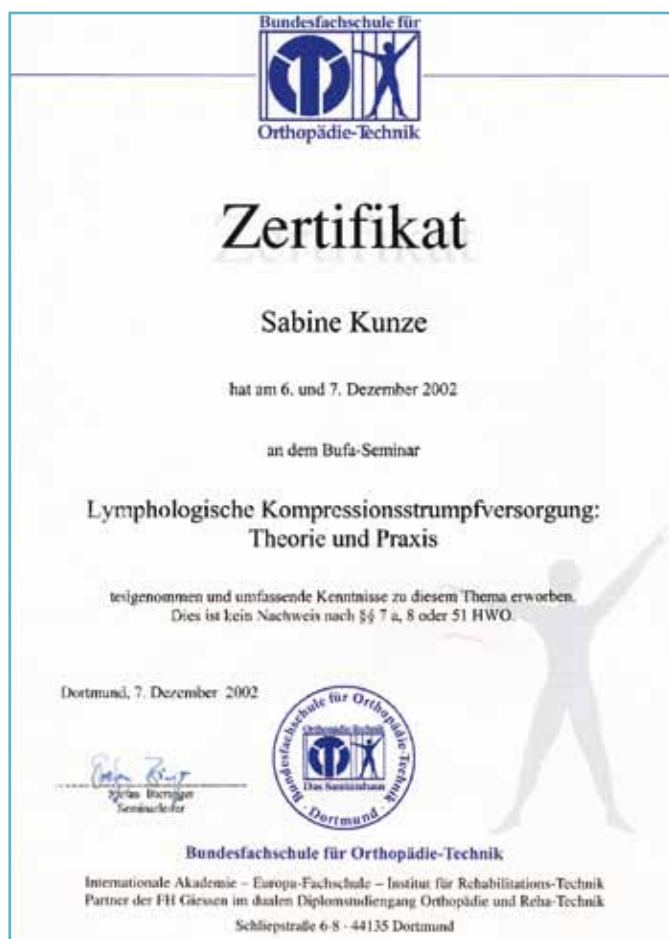 Bundesfachschule für
Orthopädie-Technik
Zertifikat
Sabine Kunze
hat am 6. und 7. Dezember 2002
an dem Bufa-Seminar
Lymphologische Kompressionsstrumpfversorgung:
Theorie und Praxis
teilgenommen und umfassende Kenntnisse zu diesem Thema erworben.
Dies ist kein Nachweis nach §§ 7 a, 8 oder 51 HWO.
Dortmund, 7. Dezember 2002
Bundesfachschule für Orthopädie-Technik
Orthopädie-Technik
Das Sanitätshaus
· Dortmund ·
Seminarleiter
Bundesfachschule für Orthopädie-Technik
Internationale Akademie – Europa-Fachschule – Institut für Rehabilitations-Technik
Partner der FH Giessen im dualen Diplomstudiengang Orthopädie und Reha-Technik
Schliepstraße 6-8 · 44135 Dortmund